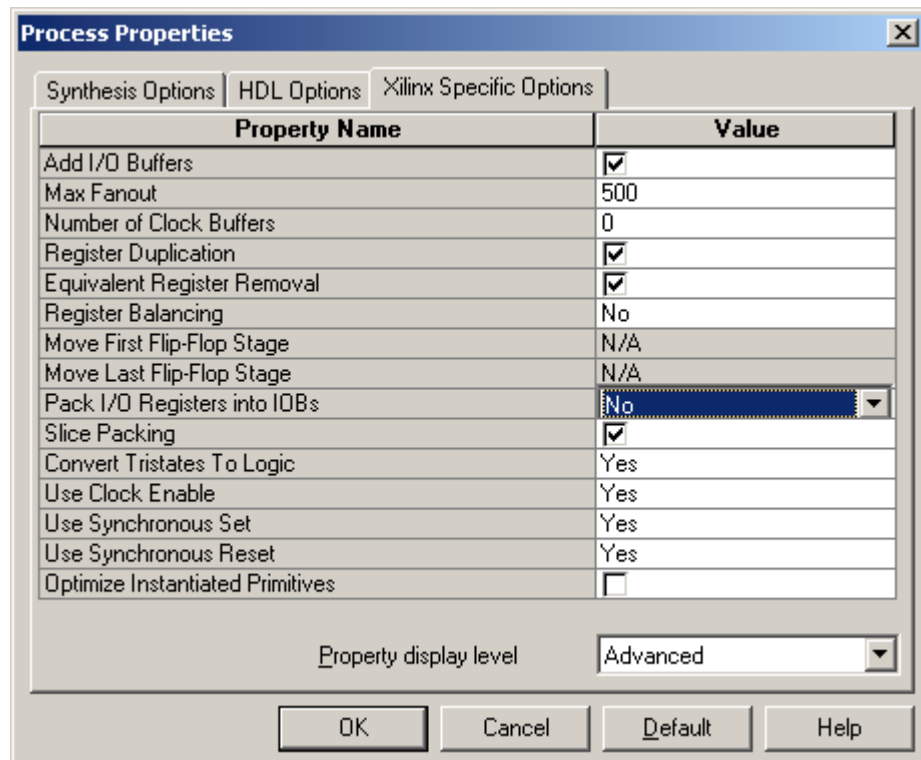 Process Properties
Synthesis Options HDL Options Xilinx Specific Options
Property Name Value
Add I/O Buffers
Max Fanout 500
Number of Clock Buffers 0
Register Duplication
Equivalent Register Removal
Register Balancing No
Move First Flip-Flop Stage N/A
Move Last Flip-Flop Stage N/A
Pack I/O Registers into IOBs No
Slice Packing
Convert Tristates To Logic Yes
Use Clock Enable Yes
Use Synchronous Set Yes
Use Synchronous Reset Yes
Optimize Instantiated Primitives
Property display level Advanced
OK Cancel Default Help